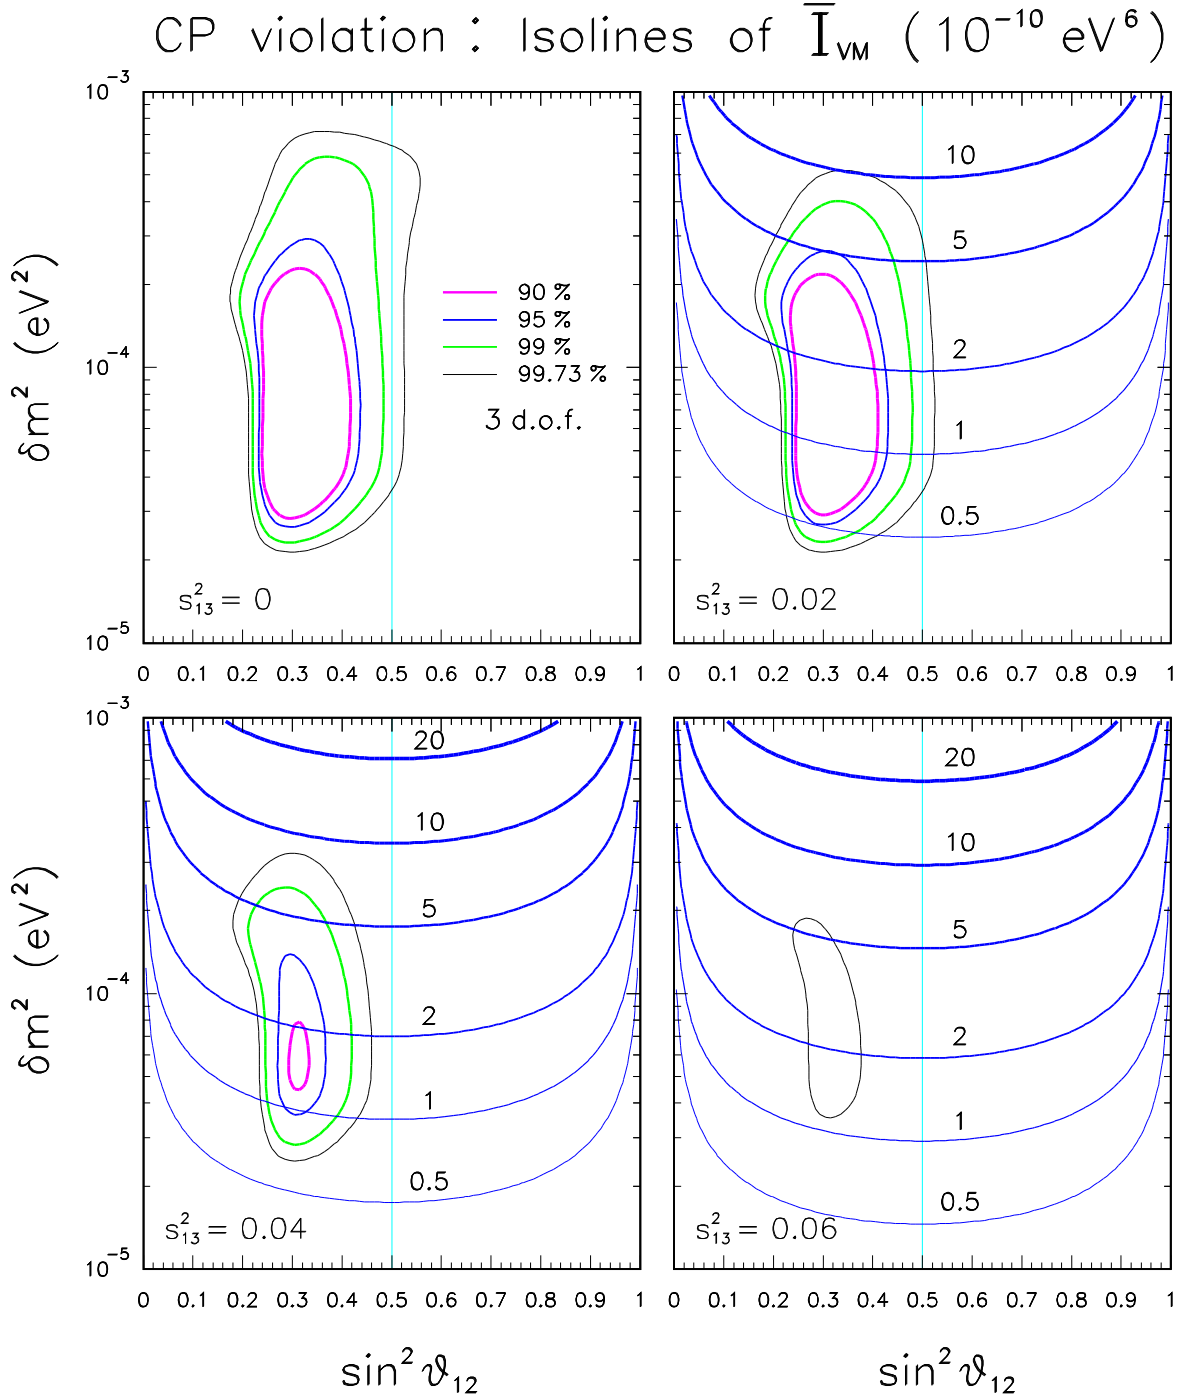 CP violation : Isolines of I̅_VM (10⁻¹⁰ eV⁶)
δm² (eV²)
10⁻³
10⁻⁴
10⁻⁵
90 %
95 %
99 %
99.73 %
3 d.o.f.
s²₁₃ = 0
0 0.1 0.2 0.3 0.4 0.5 0.6 0.7 0.8 0.9 1
10
5
2
1
0.5
s²₁₃ = 0.02
0 0.1 0.2 0.3 0.4 0.5 0.6 0.7 0.8 0.9 1
δm² (eV²)
10⁻³
10⁻⁴
10⁻⁵
20
10
5
2
1
0.5
s²₁₃ = 0.04
0 0.1 0.2 0.3 0.4 0.5 0.6 0.7 0.8 0.9 1
sin² ϑ₁₂
20
10
5
2
1
0.5
s²₁₃ = 0.06
0 0.1 0.2 0.3 0.4 0.5 0.6 0.7 0.8 0.9 1
sin² ϑ₁₂